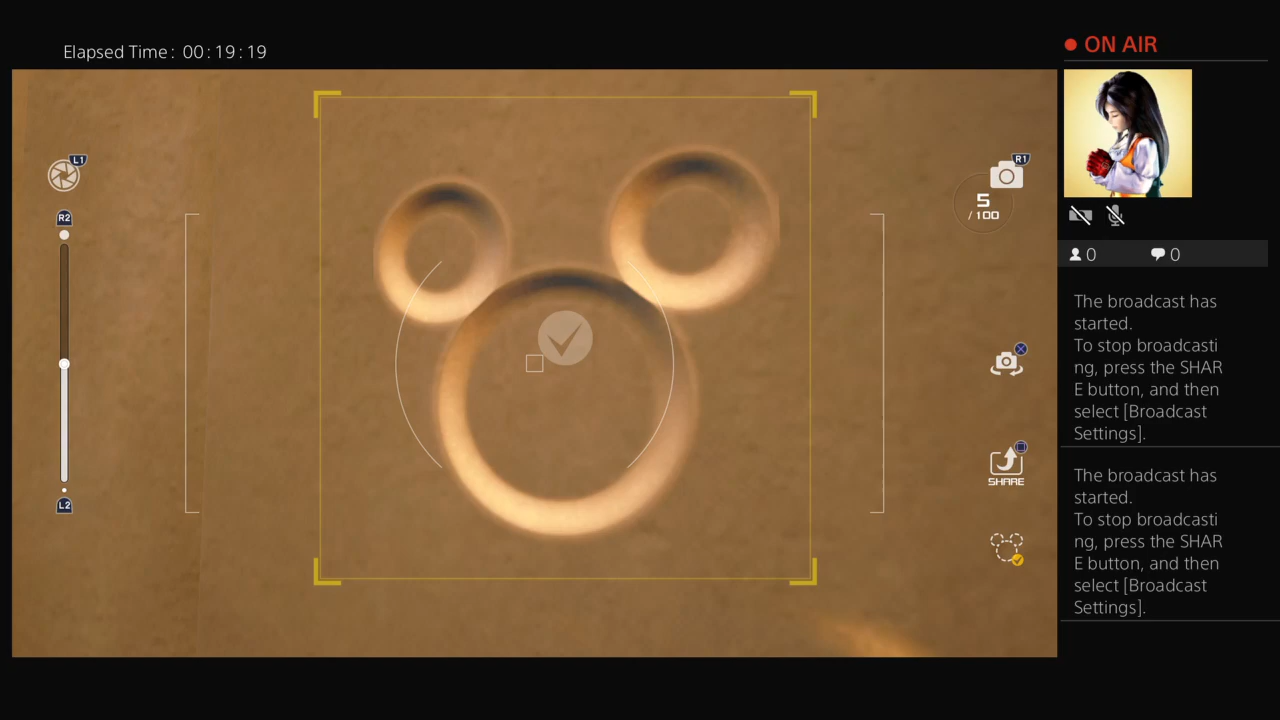 Elapsed Time: 00:19:19
ON AIR
L1
R1
R2
5
/ 100
0
0
The broadcast has
started.
To stop broadcasti
ng, press the SHAR
E button, and then
select [Broadcast
Settings].
SHARE
L2
The broadcast has
started.
To stop broadcasti
ng, press the SHAR
E button, and then
select [Broadcast
Settings].